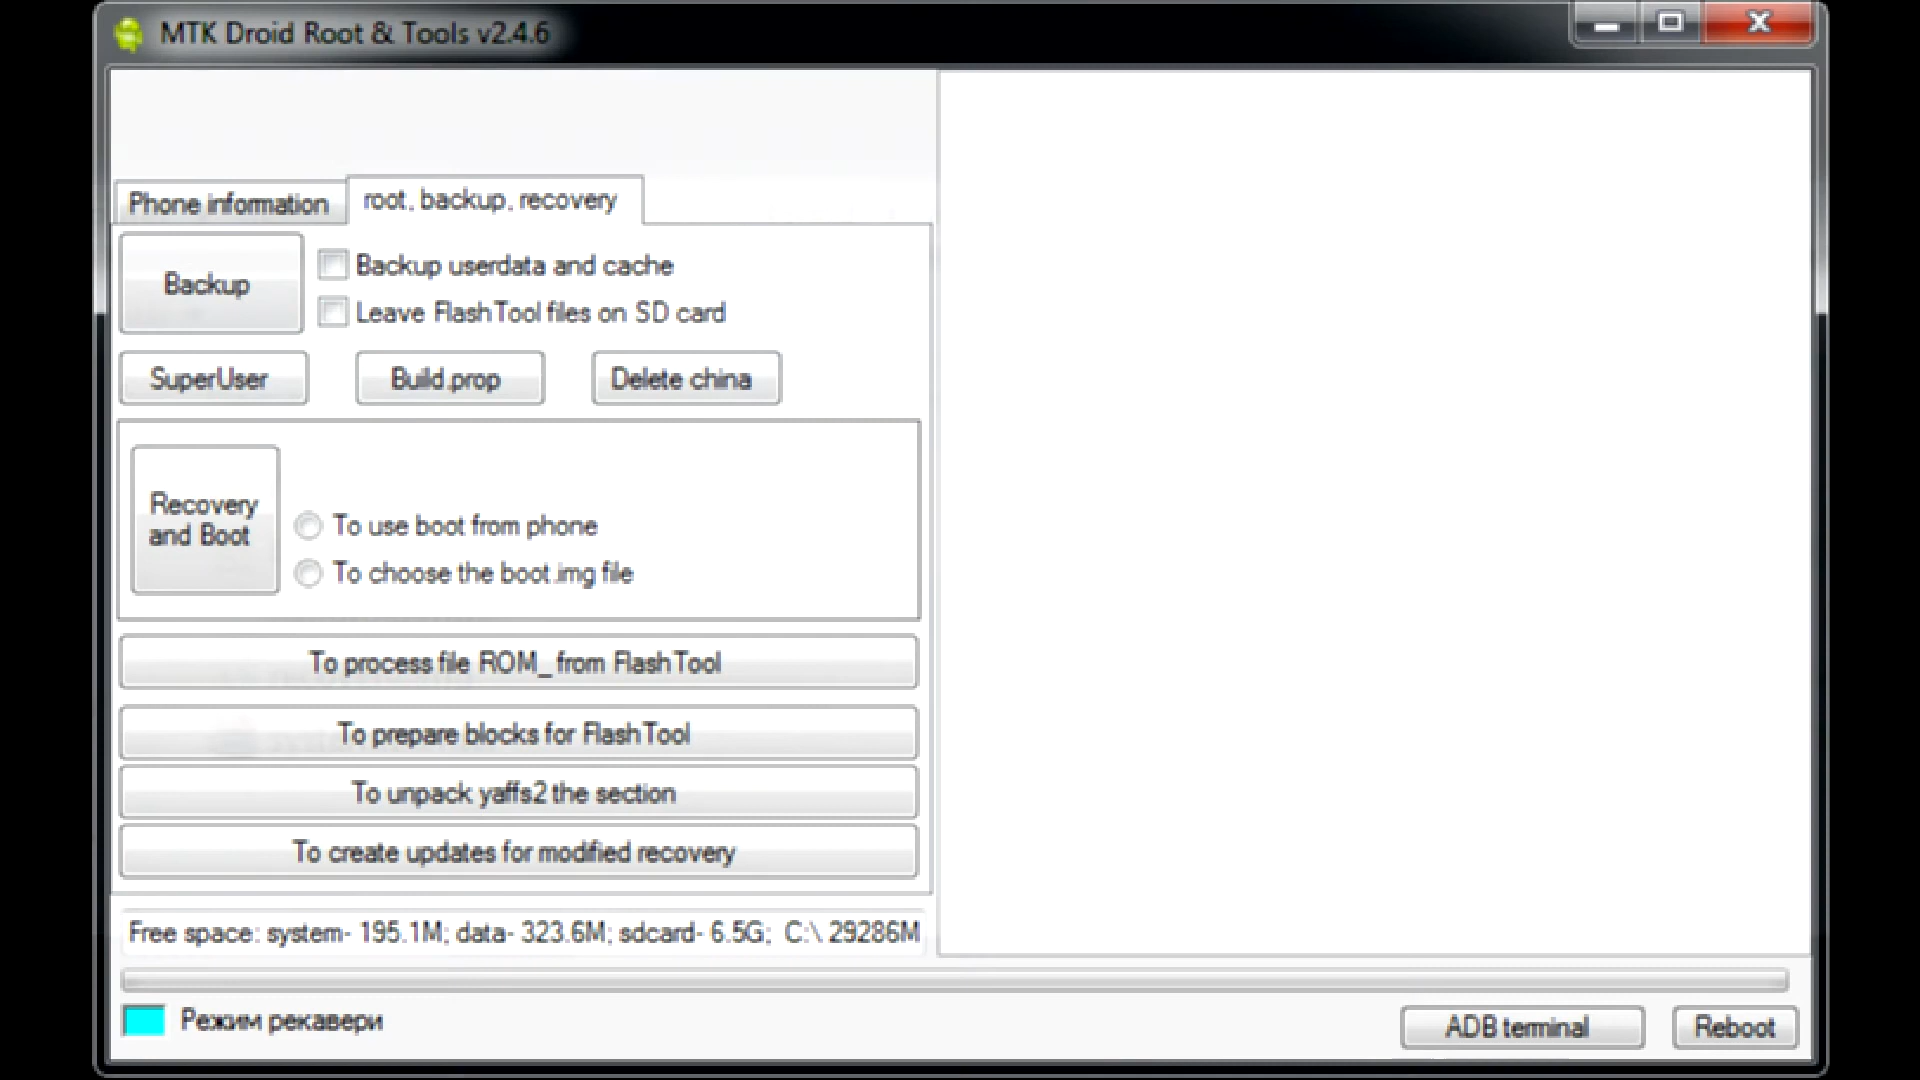 MTK Droid Root & Tools v2.4.6
Phone information
root, backup, recovery
Backup
Backup userdata and cache
Leave FlashTool files on SD card
SuperUser
Build.prop
Delete china
Recovery
and Boot
To use boot from phone
To choose the boot.img file
To process file ROM_ from FlashTool
To prepare blocks for FlashTool
To unpack yaffs2 the section
To create updates for modified recovery
Free space: system- 195.1M; data- 323.6M; sdcard- 6.5G; C:\ 29286M
Режим рекавери
ADB terminal
Reboot